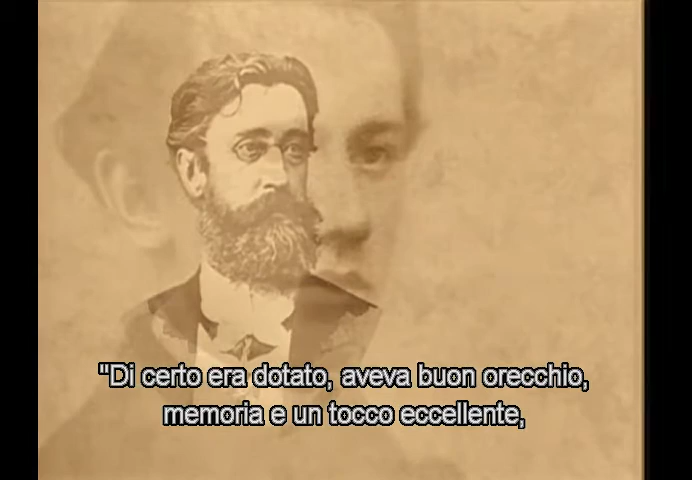 "Di certo era dotato, aveva buon orecchio,
memoria e un tocco eccellente,